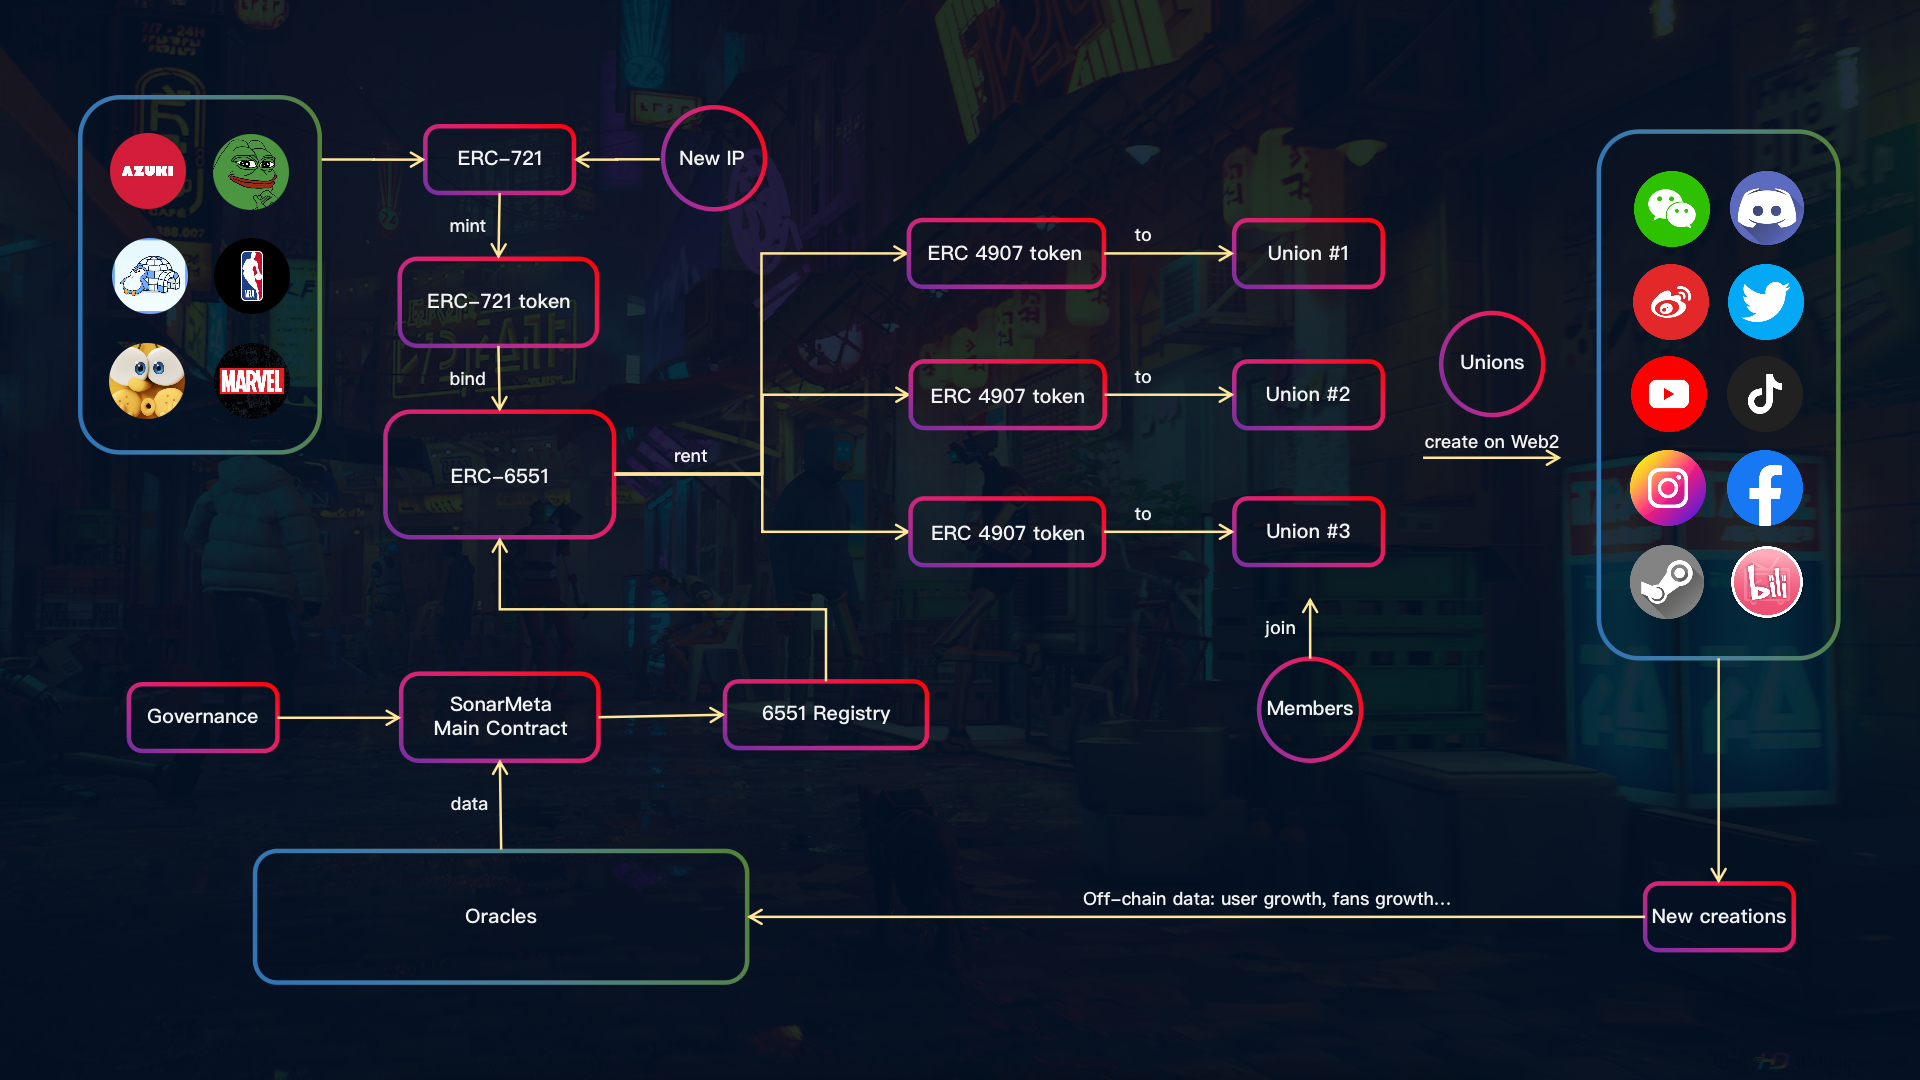 AZUKI
NBA
MARVEL
ERC-721
New IP
mint
ERC-721 token
bind
ERC-6551
rent
ERC 4907 token
to
Union #1
ERC 4907 token
to
Union #2
ERC 4907 token
to
Union #3
join
Members
Unions
create on Web2
bili
Governance
SonarMeta
Main Contract
6551 Registry
data
Oracles
Off-chain data: user growth, fans growth...
New creations